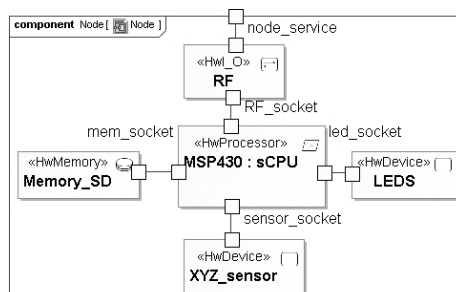 component Node [ Node ]
node_service
«HwI_O»
RF
RF_socket
mem_socket
led_socket
«HwProcessor»
MSP430 : sCPU
«HwMemory»
Memory_SD
«HwDevice»
LEDS
sensor_socket
«HwDevice»
XYZ_sensor